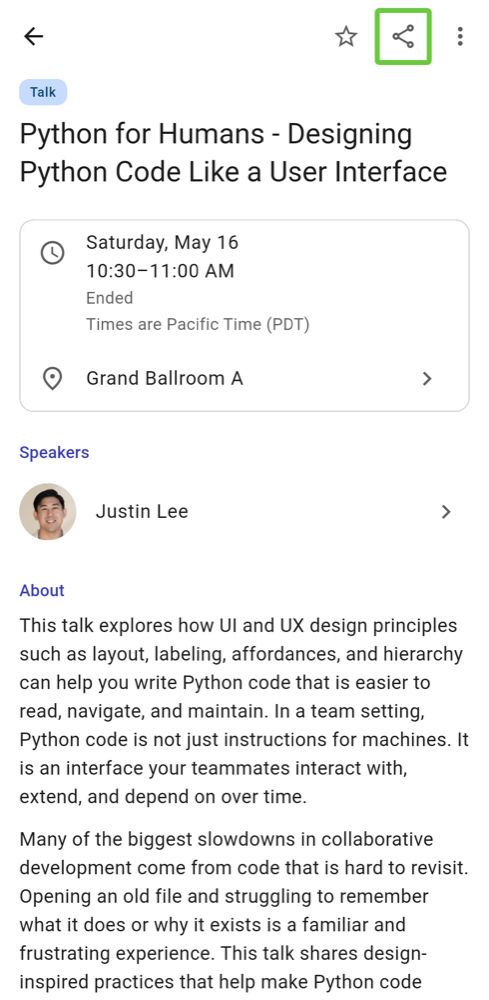 Talk
Python for Humans - Designing
Python Code Like a User Interface
Saturday, May 16
10:30–11:00 AM
Ended
Times are Pacific Time (PDT)
Grand Ballroom A
Speakers
Justin Lee
About
This talk explores how UI and UX design principles
such as layout, labeling, affordances, and hierarchy
can help you write Python code that is easier to
read, navigate, and maintain. In a team setting,
Python code is not just instructions for machines. It
is an interface your teammates interact with,
extend, and depend on over time.
Many of the biggest slowdowns in collaborative
development come from code that is hard to revisit.
Opening an old file and struggling to remember
what it does or why it exists is a familiar and
frustrating experience. This talk shares design-
inspired practices that help make Python code